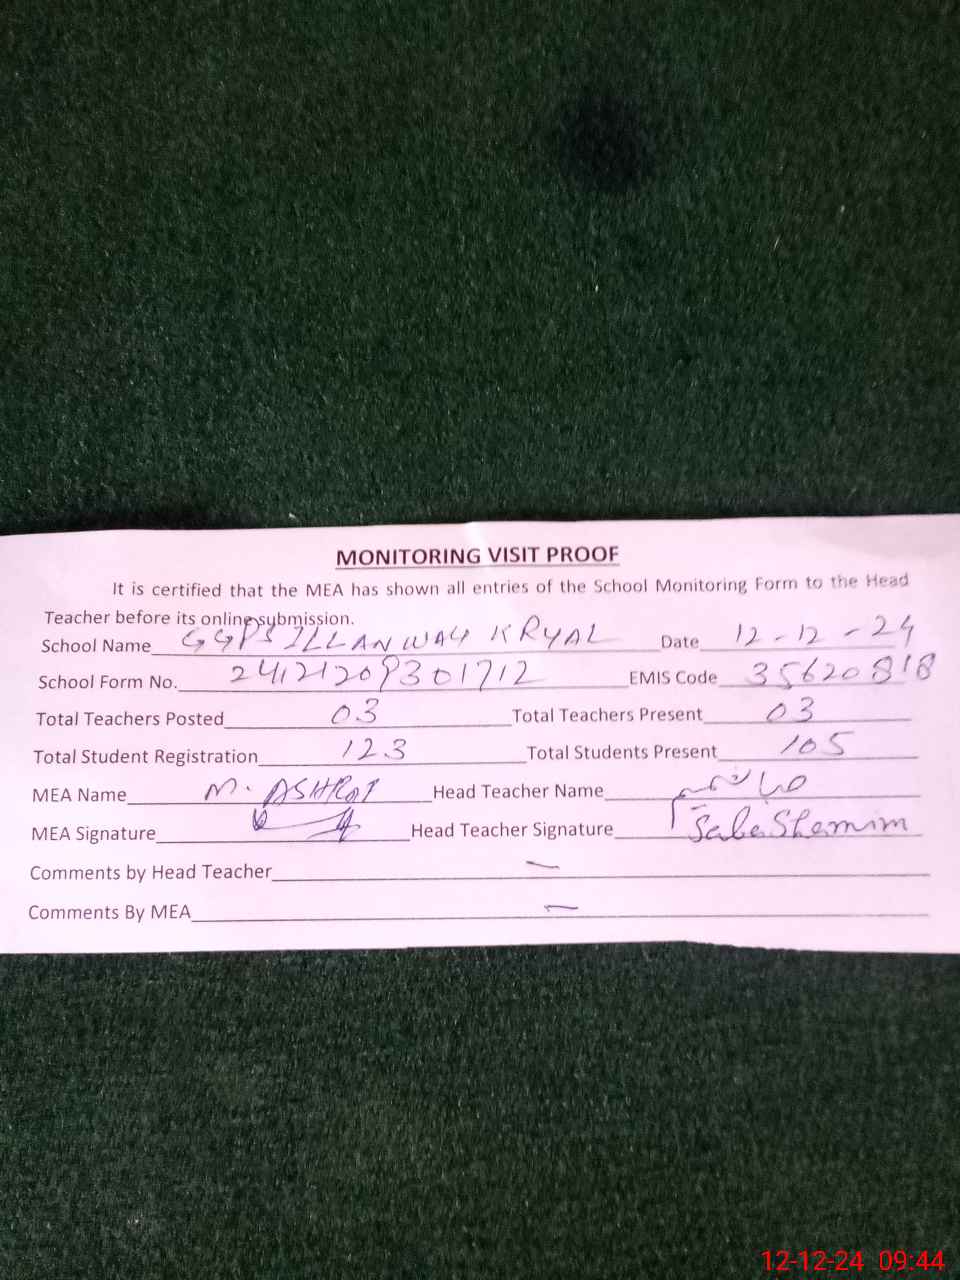 MONITORING VISIT PROOF
It is certified that the MEA has shown all entries of the School Monitoring Form to the Head
Teacher before its online submission.
School Name GGPS ILLANWALI KRYAL Date 12-12-24
School Form No. 2412120930 1712 EMIS Code 35620818
Total Teachers Posted 03 Total Teachers Present 03
Total Student Registration 123 Total Students Present 105
MEA Name M. ASHRAF Head Teacher Name صبا شمیم
MEA Signature Head Teacher Signature Saba Shamim
Comments by Head Teacher –
Comments By MEA –
12-12-24 09:44